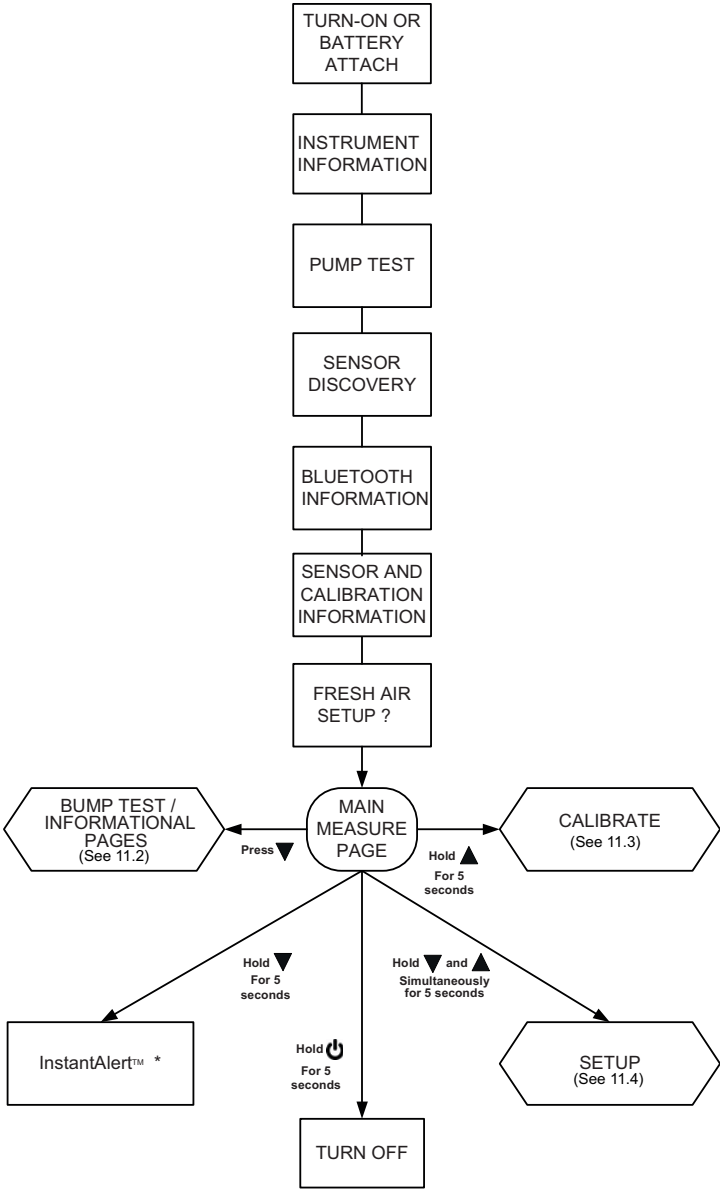 TURN-ON OR
BATTERY
ATTACH
INSTRUMENT
INFORMATION
PUMP TEST
SENSOR
DISCOVERY
BLUETOOTH
INFORMATION
SENSOR AND
CALIBRATION
INFORMATION
FRESH AIR
SETUP ?
BUMP TEST /
INFORMATIONAL
PAGES
(See 11.2)
Press ▼
MAIN
MEASURE
PAGE
Hold ▲
For 5
seconds
CALIBRATE
(See 11.3)
Hold ▼
For 5
seconds
Hold ▼ and ▲
Simultaneously
for 5 seconds
InstantAlert™ *
Hold ⏻
For 5
seconds
SETUP
(See 11.4)
TURN OFF